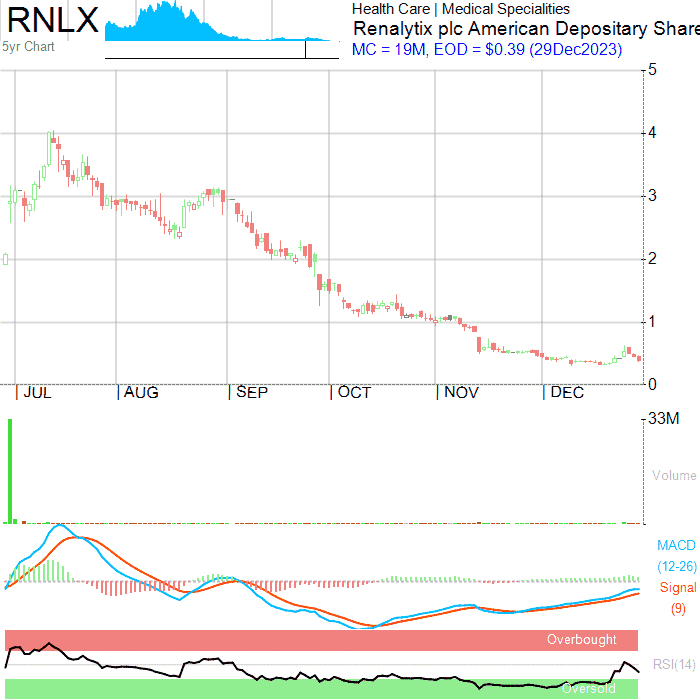 RNLX
5yr Chart
Health Care | Medical Specialities
Renalytix plc American Depositary Share
MC = 19M, EOD = $0.39 (29Dec2023)
5
4
3
2
1
0
JUL AUG SEP OCT NOV DEC
33M
Volume
MACD
(12-26)
Signal
(9)
Overbought
RSI(14)
Oversold